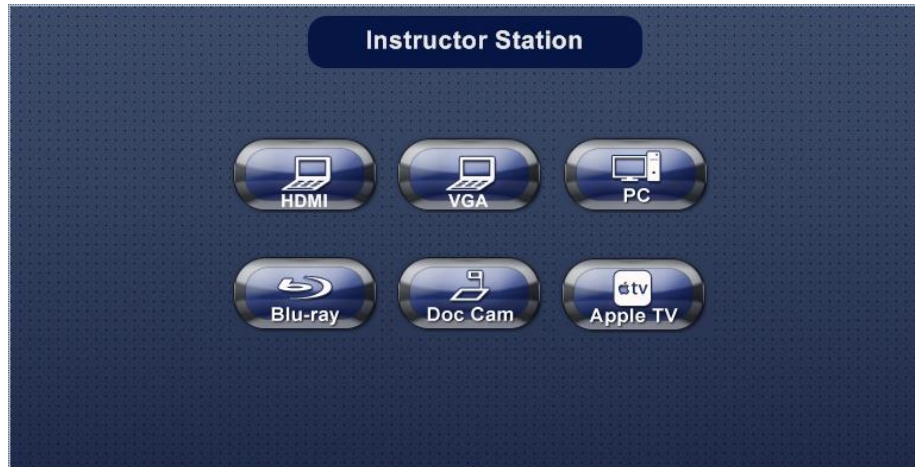 Instructor Station
HDMI
VGA
PC
Blu-ray
Doc Cam
tv
Apple TV